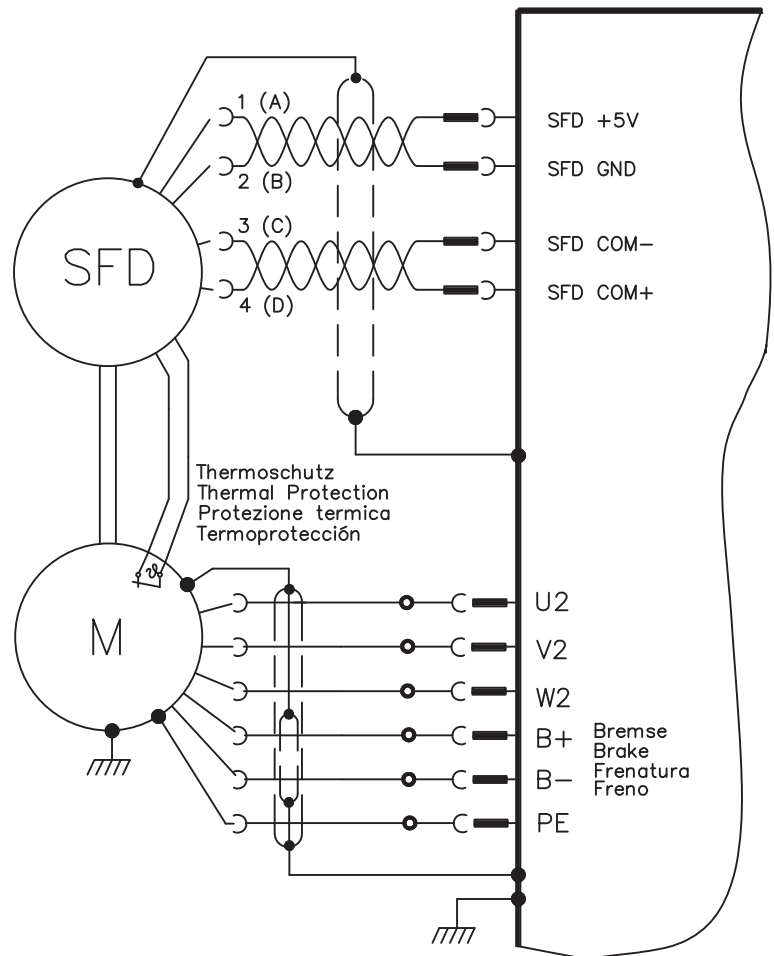 1 (A)
SFD +5V
2 (B)
SFD GND
3 (C)
SFD COM-
SFD
4 (D)
SFD COM+
Thermoschutz
Thermal Protection
Protezione termica
Termoprotección
ϑ
M
U2
V2
W2
B+
B-
Bremse
Brake
Frenatura
Freno
PE